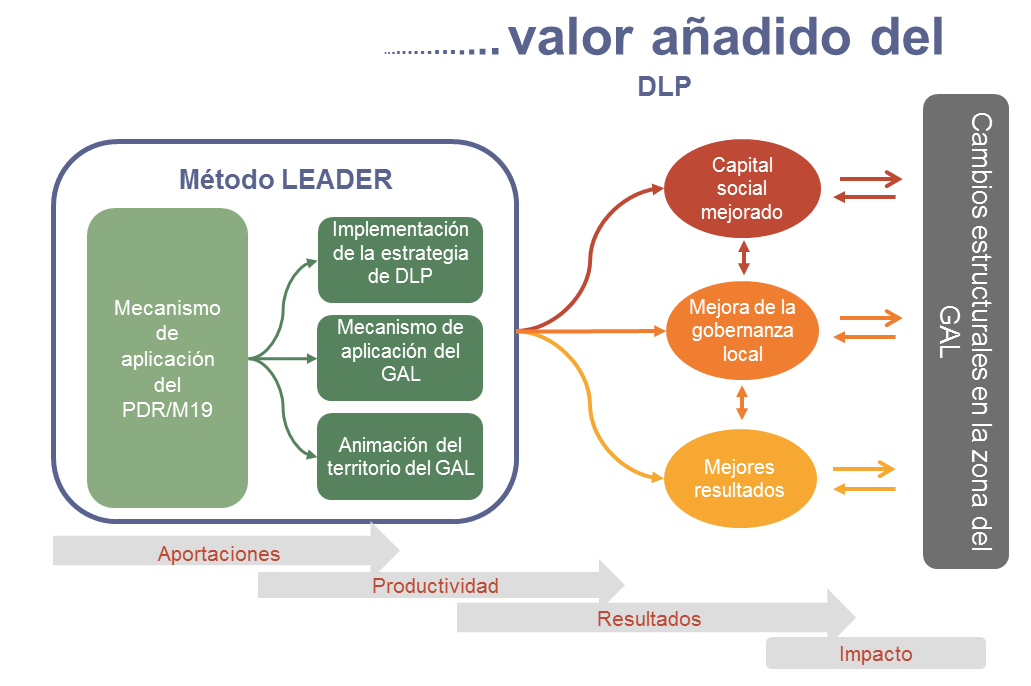 ...………….. valor añadido del
DLP
Método LEADER
Mecanismo
de
aplicación
del
PDR/M19
Implementación
de la estrategia
de DLP
Mecanismo de
aplicación del
GAL
Animación del
territorio del GAL
Capital
social
mejorado
Mejora de la
gobernanza
local
Mejores
resultados
Cambios estructurales en la zona del
GAL
Aportaciones
Productividad
Resultados
Impacto